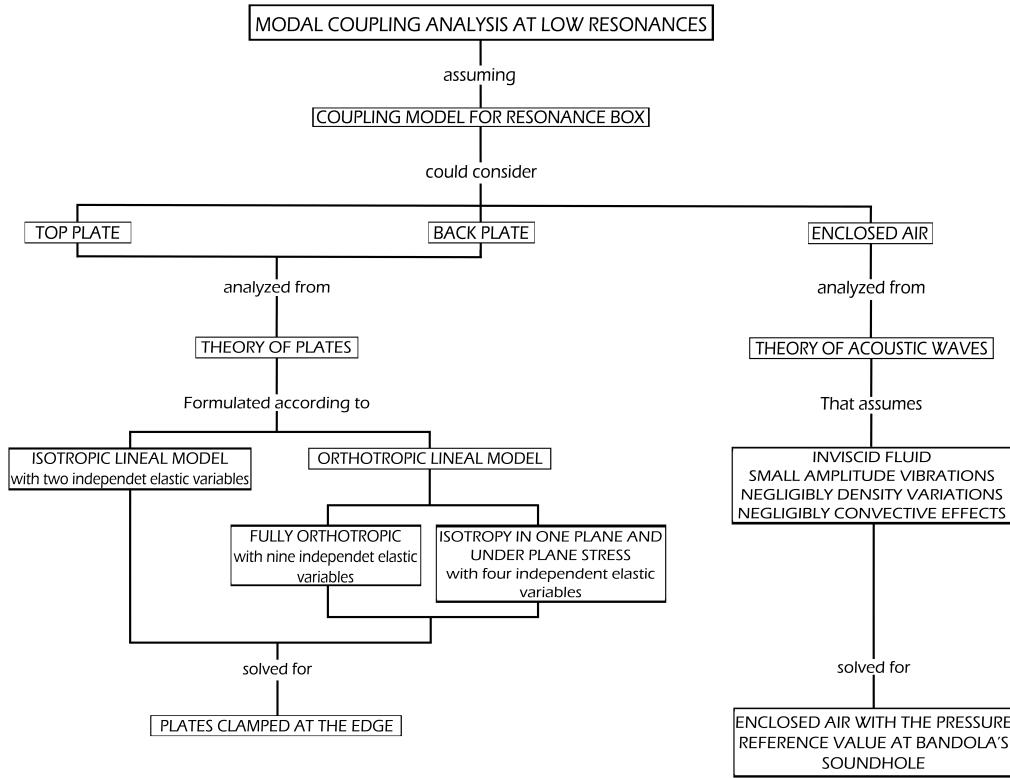 MODAL COUPLING ANALYSIS AT LOW RESONANCES
assuming
COUPLING MODEL FOR RESONANCE BOX
could consider
TOP PLATE
BACK PLATE
ENCLOSED AIR
analyzed from
analyzed from
THEORY OF PLATES
THEORY OF ACOUSTIC WAVES
Formulated according to
That assumes
ISOTROPIC LINEAL MODEL
with two independet elastic variables
ORTHOTROPIC LINEAL MODEL
INVISCID FLUID
SMALL AMPLITUDE VIBRATIONS
NEGLIGIBLY DENSITY VARIATIONS
NEGLIGIBLY CONVECTIVE EFFECTS
FULLY ORTHOTROPIC
with nine independet elastic
variables
ISOTROPY IN ONE PLANE AND
UNDER PLANE STRESS
with four independent elastic
variables
solved for
solved for
PLATES CLAMPED AT THE EDGE
ENCLOSED AIR WITH THE PRESSURE
REFERENCE VALUE AT BANDOLA'S
SOUNDHOLE